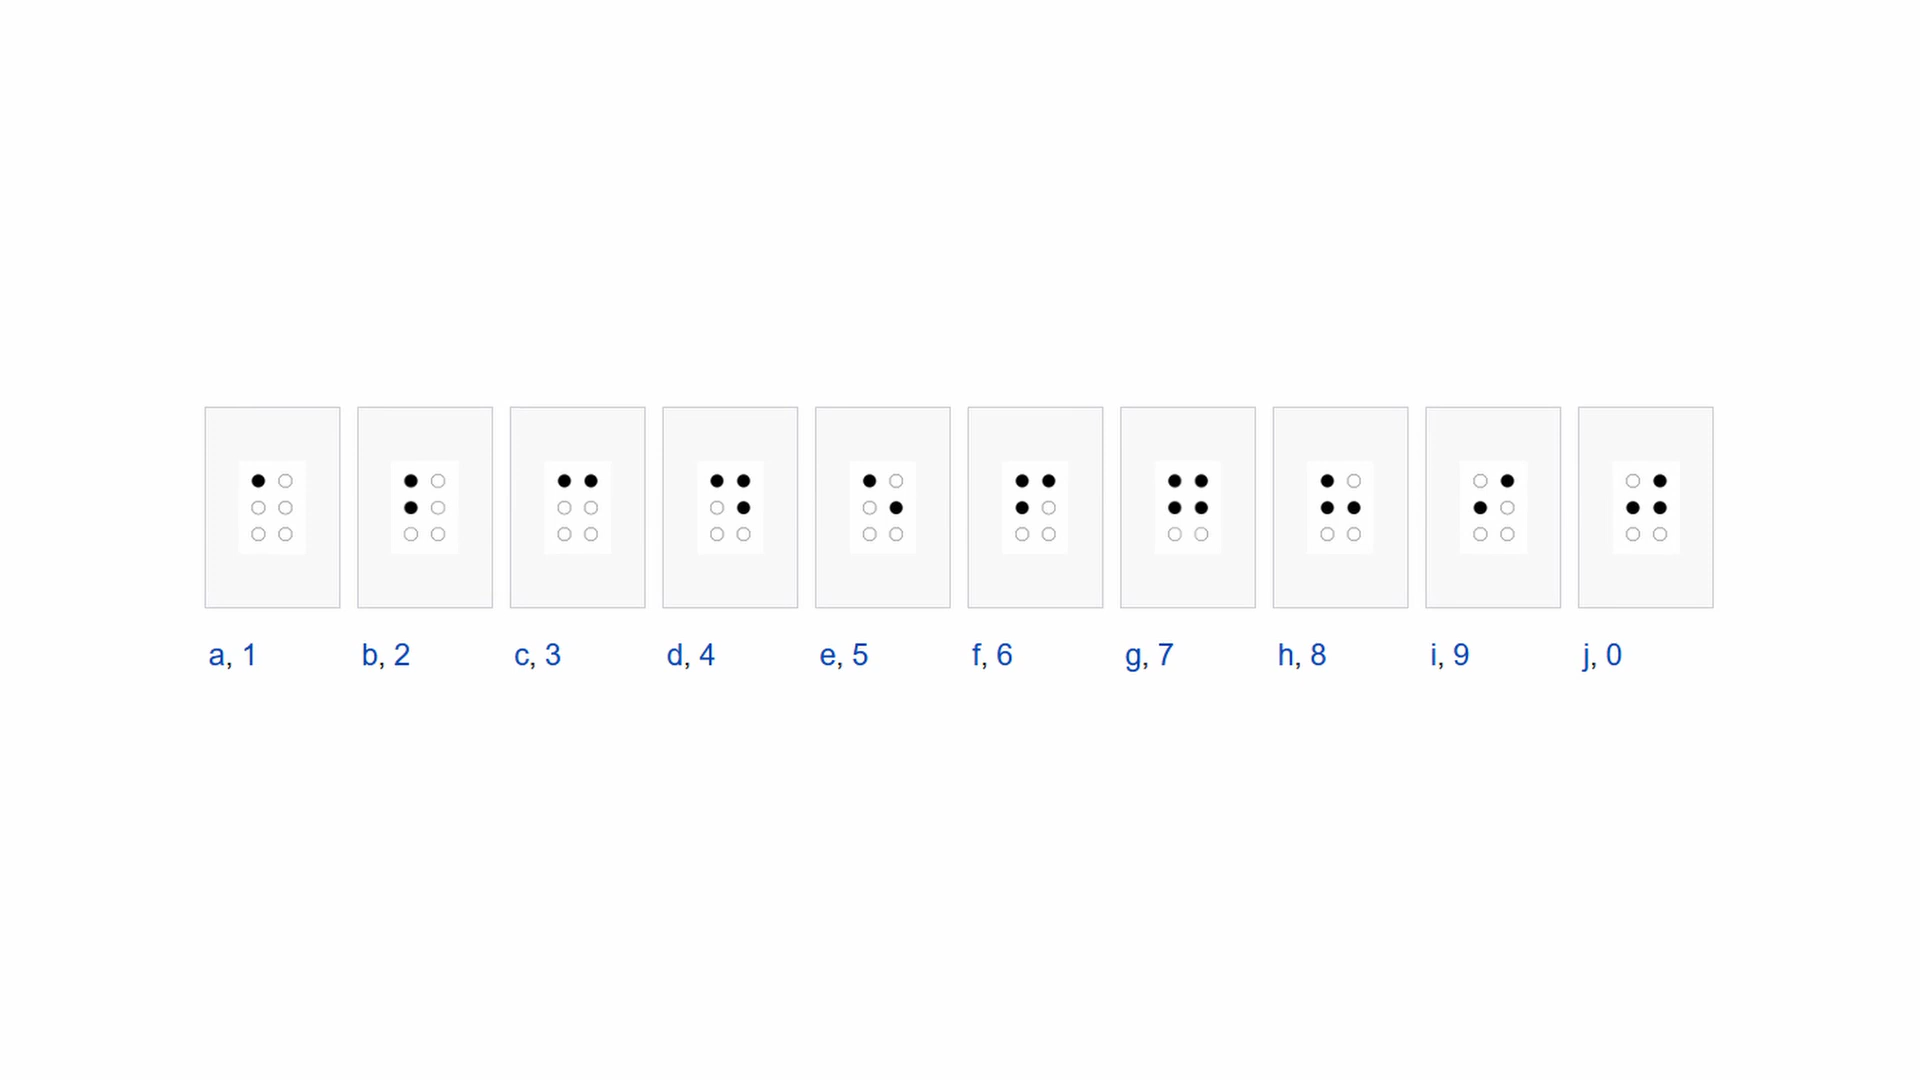 ⠁ ⠃ ⠉ ⠙ ⠑ ⠋ ⠛ ⠓ ⠊ ⠚
a, 1 b, 2 c, 3 d, 4 e, 5 f, 6 g, 7 h, 8 i, 9 j, 0